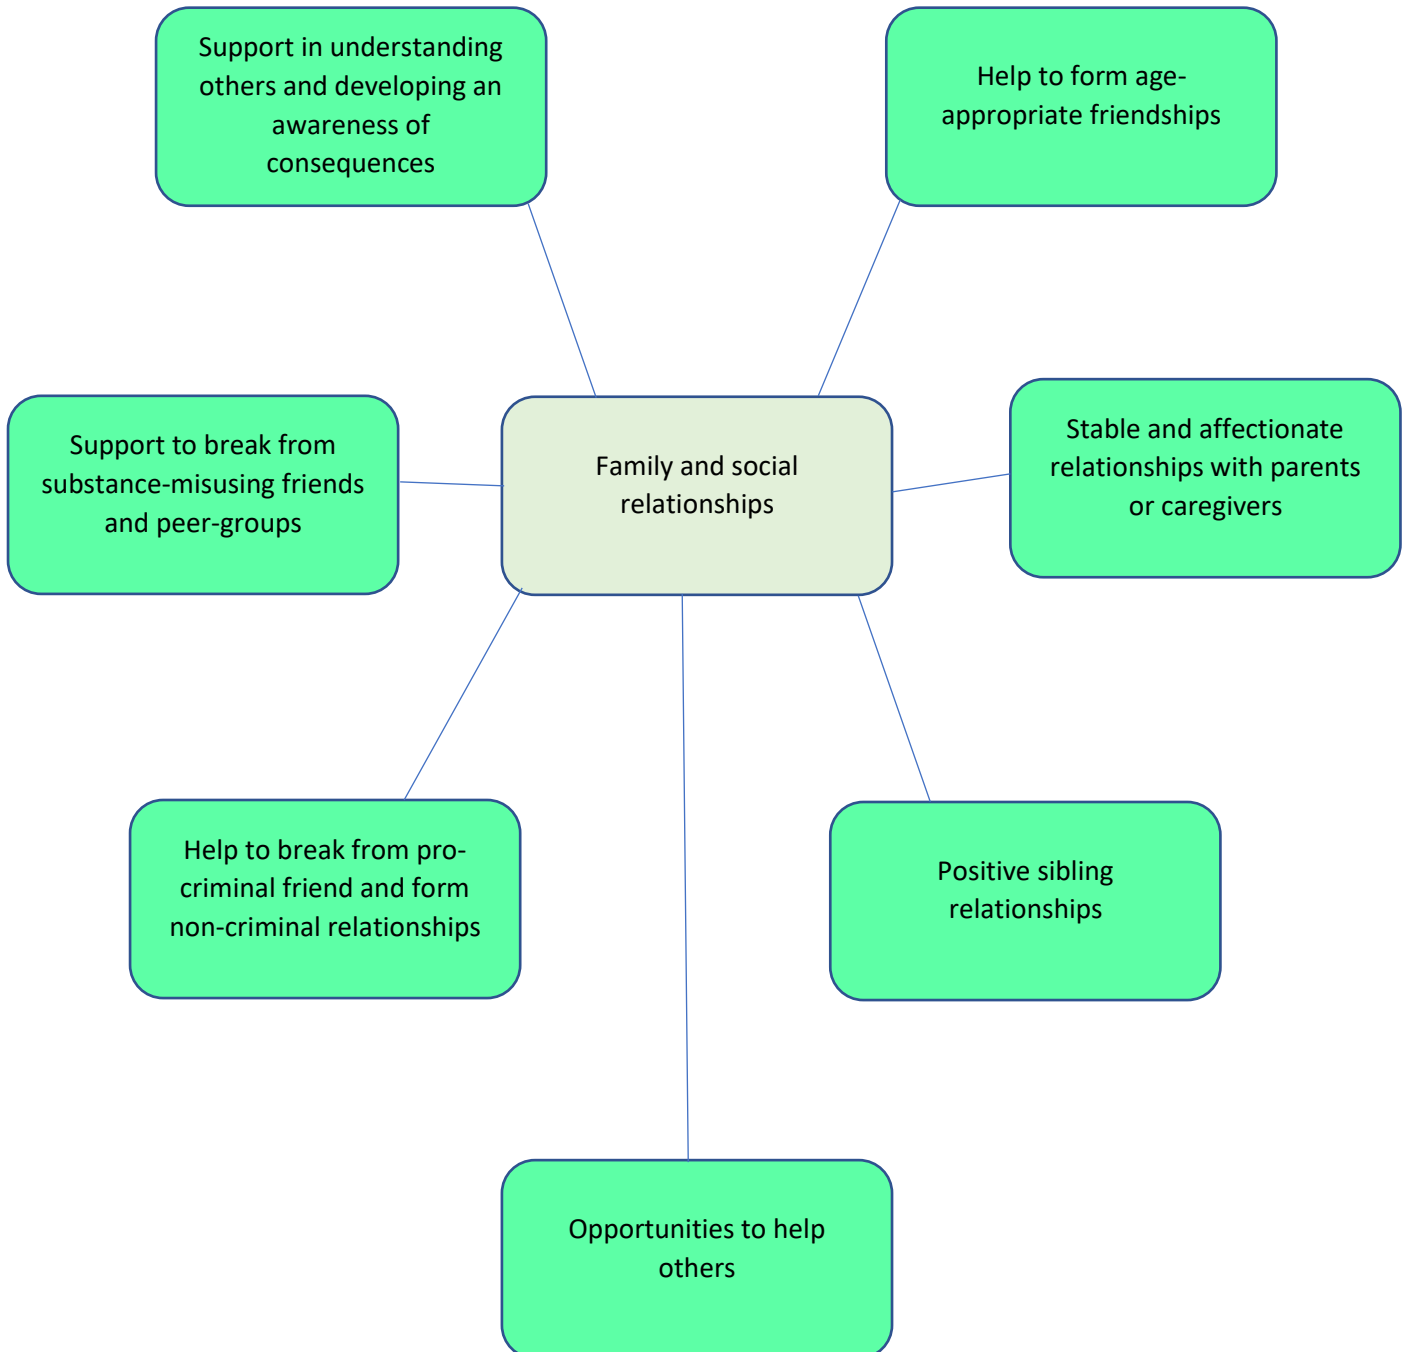 Support in understanding
others and developing an
awareness of
consequences
Help to form age-
appropriate friendships
Support to break from
substance-misusing friends
and peer-groups
Family and social
relationships
Stable and affectionate
relationships with parents
or caregivers
Help to break from pro-
criminal friend and form
non-criminal relationships
Positive sibling
relationships
Opportunities to help
others